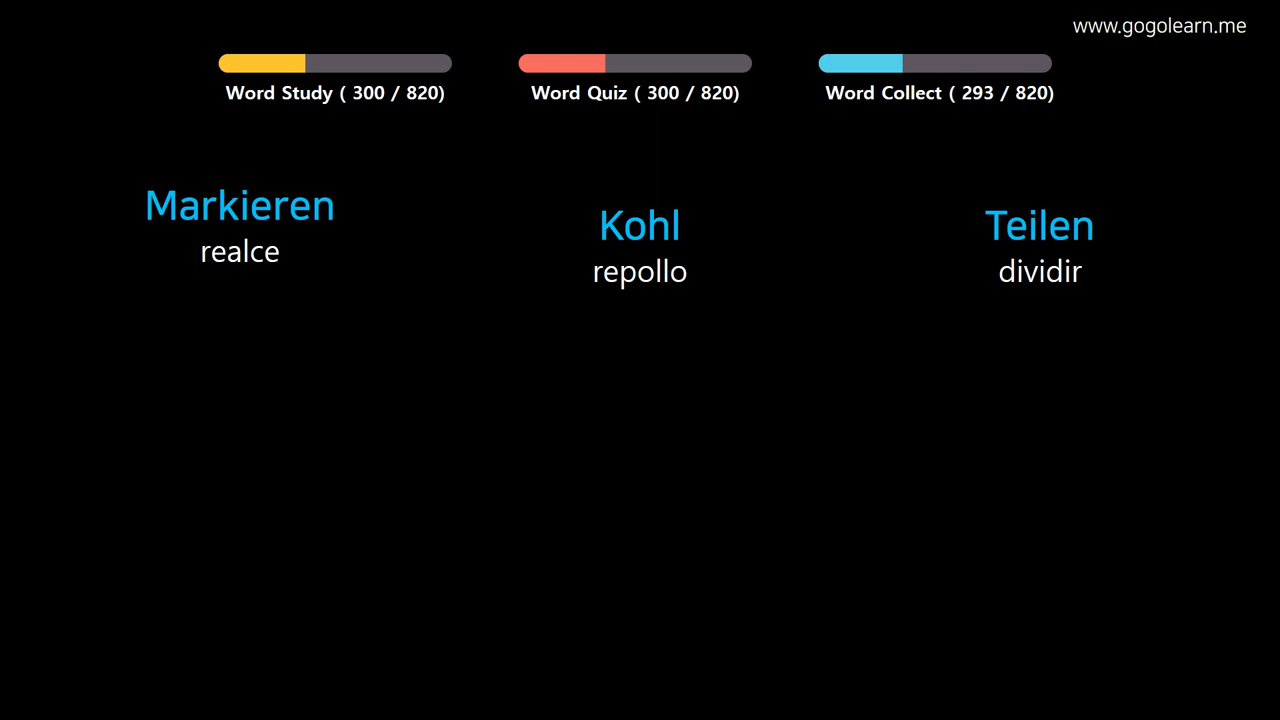 www.gogolearn.me
Word Study ( 300 / 820)
Word Quiz ( 300 / 820)
Word Collect ( 293 / 820)
Markieren
realce
Kohl
repollo
Teilen
dividir